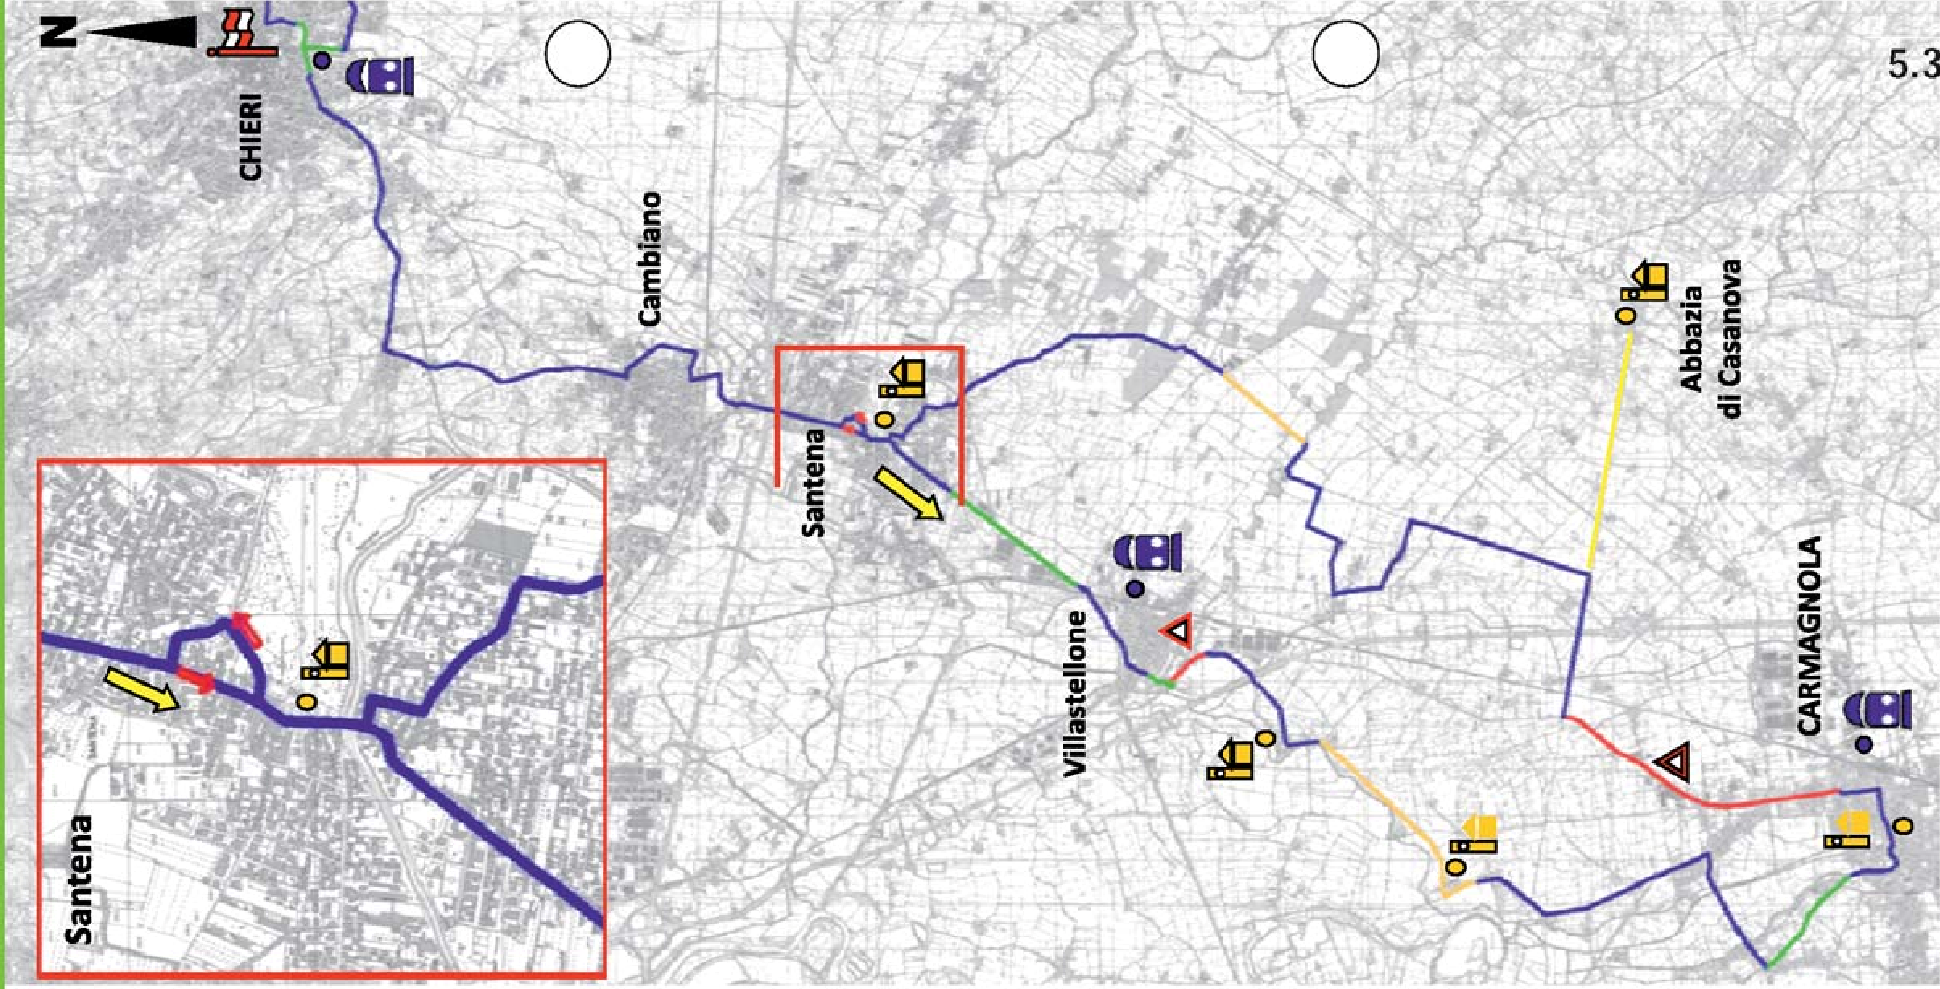 N
CHIERI
Cambiano
Santena
Villastellone
Abbazia
di Casanova
CARMAGNOLA
5.3
Santena